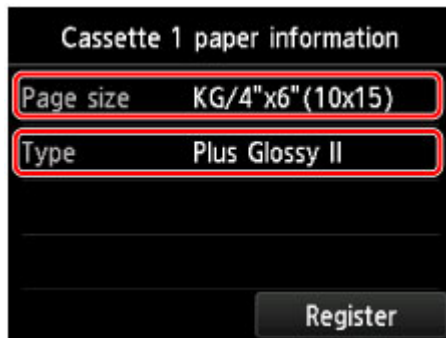 Cassette 1 paper information
Page size KG/4"x6"(10x15)
Type Plus Glossy II
Register